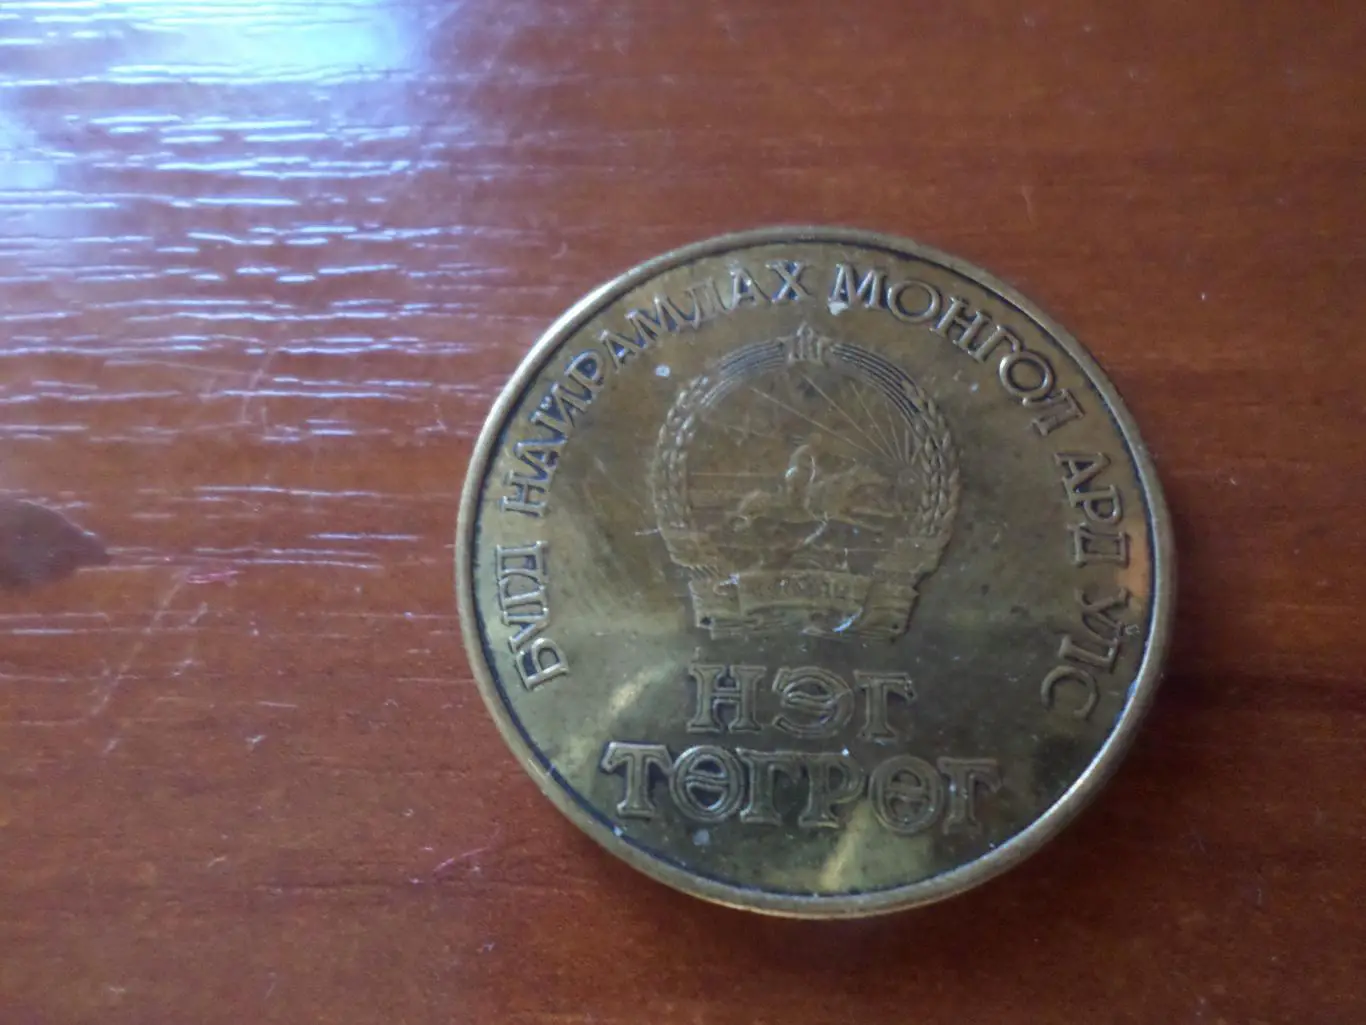 БҮГД НАЙРАМДАХ МОНГОЛ АРД УЛС
НЭГ
ТӨГРӨГ